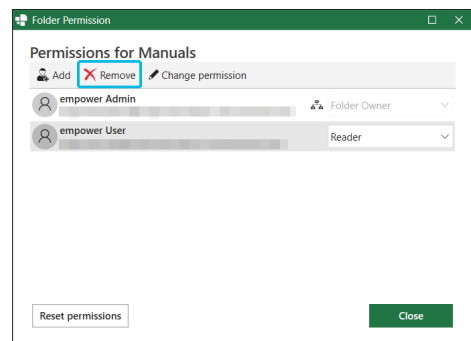 Folder Permission
Permissions for Manuals
Add Remove Change permission
empower Admin
Folder Owner
empower User
Reader
Reset permissions Close